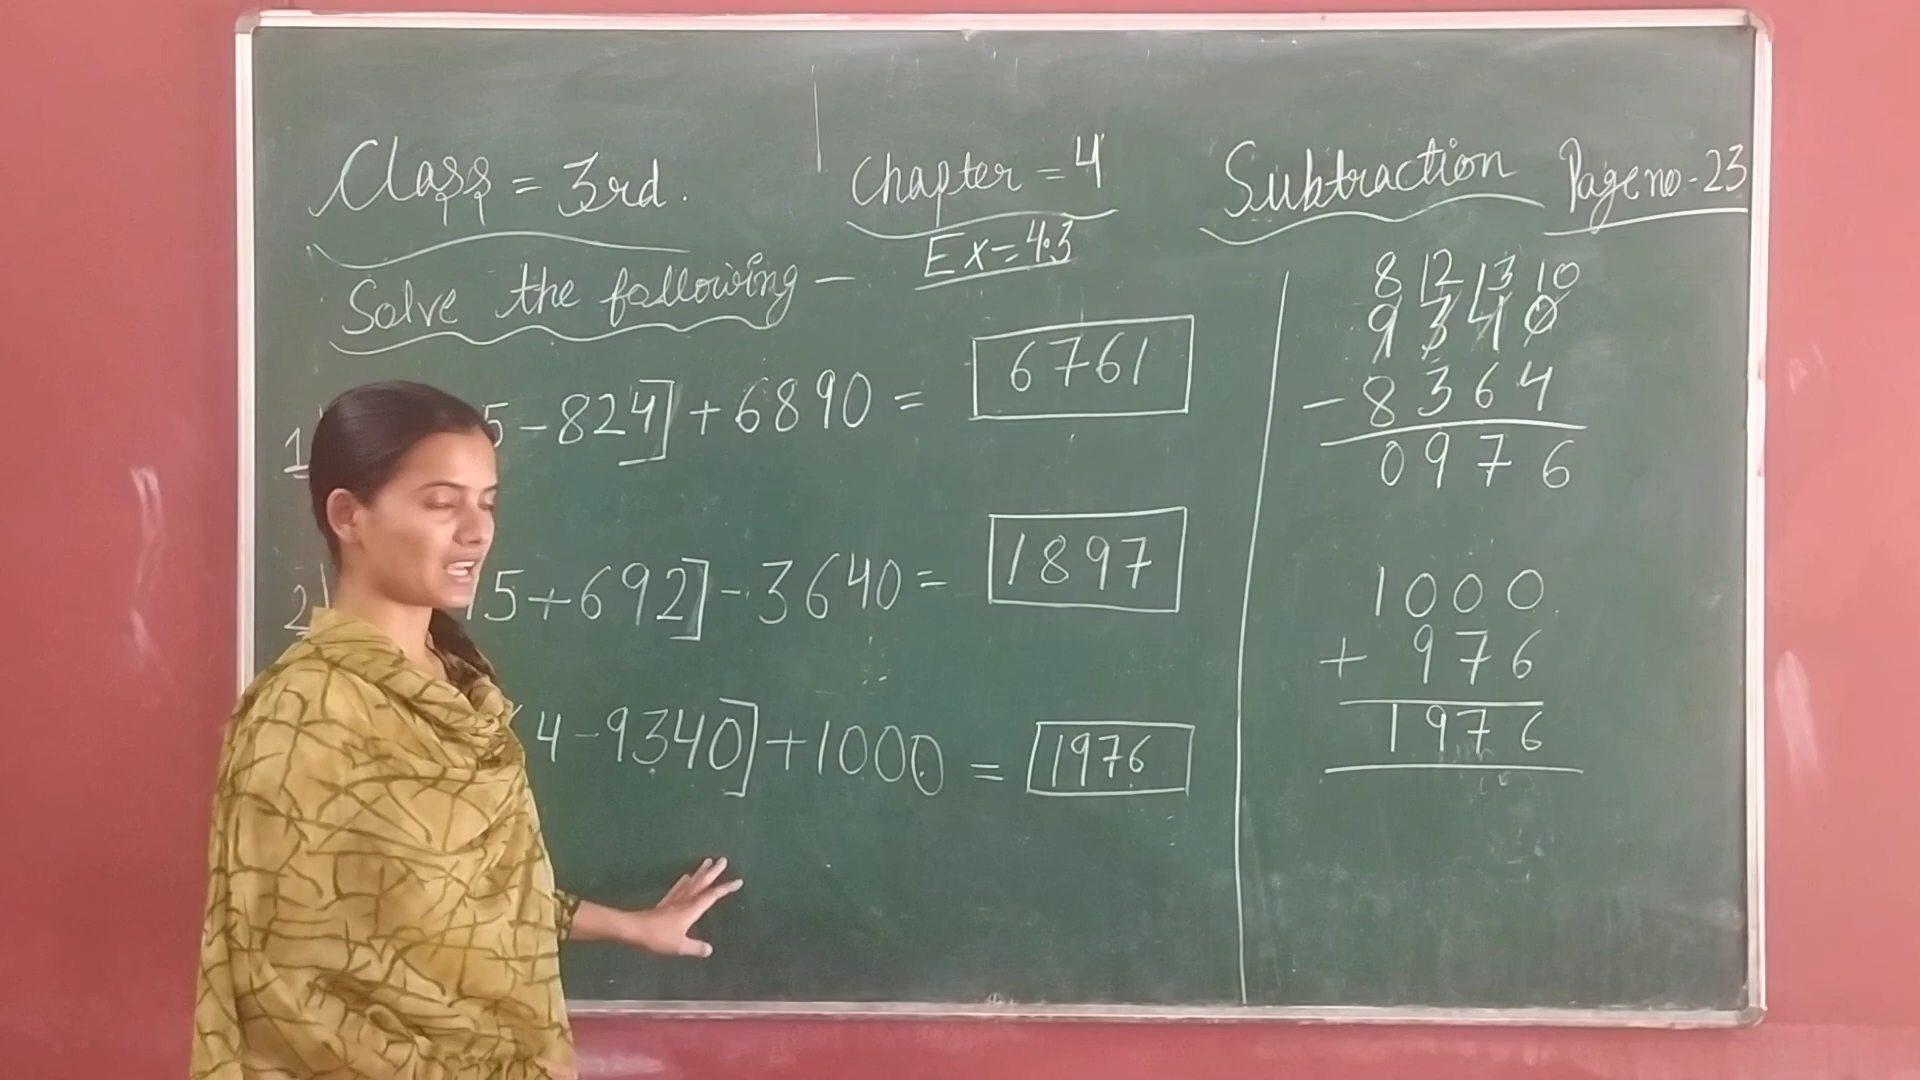 Class = 3rd. Chapter = 4 Subtraction Page no - 23
Ex = 4.3
Solve the following -
1 5 - 824] + 6890 = 6761
2 15 + 692] - 3640 = 1897
4 - 9340] + 1000 = 1976
8 12 13 10
9 3 4 0
- 8 3 6 4
0 9 7 6
1 0 0 0
+ 9 7 6
1 9 7 6